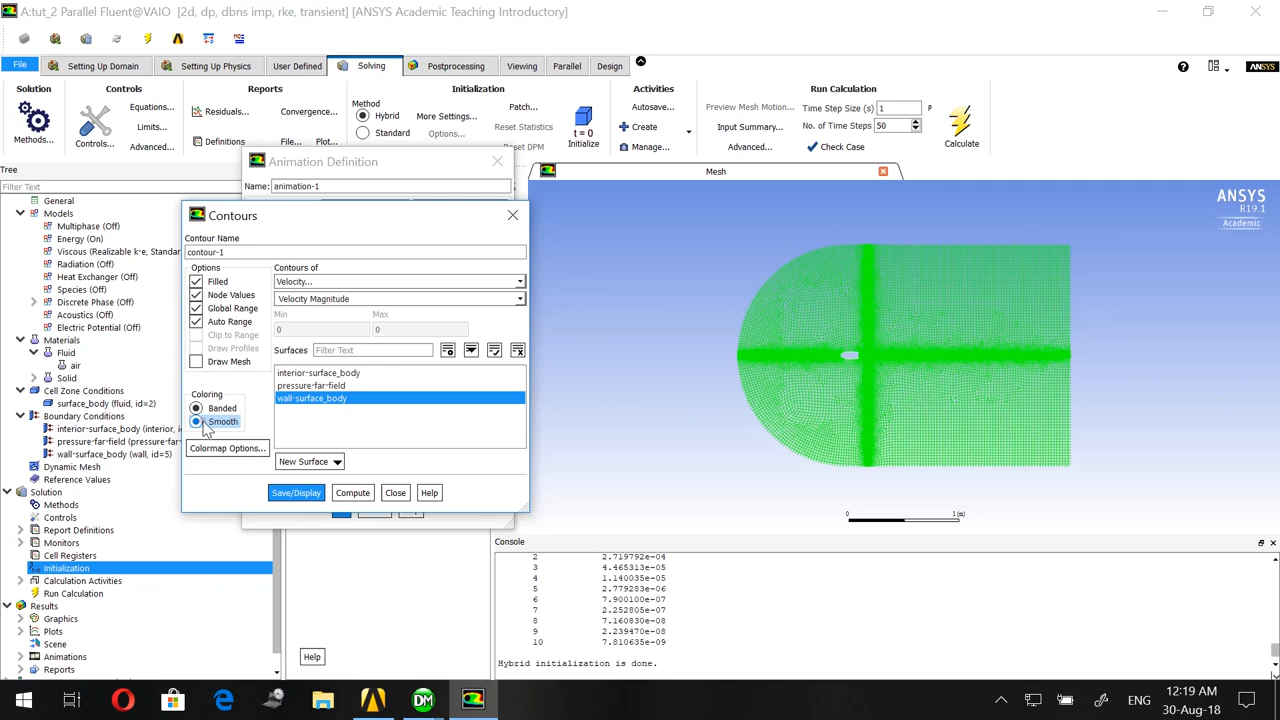 A:tut_2 Parallel Fluent@VAIO [2d, dp, dbns imp, rke, transient] [ANSYS Academic Teaching Introductory]
File
Setting Up Domain
Setting Up Physics
User Defined
Solving
Postprocessing
Viewing
Parallel
Design
ANSYS
Solution
Controls
Reports
Initialization
Activities
Run Calculation
Methods...
Controls...
Equations...
Limits...
Advanced...
Residuals...
Convergence...
Definitions
File...
Plot...
Method
Hybrid
Standard
Patch...
More Settings...
Reset Statistics
Options...
Reset DPM
t = 0
Initialize
Autosave...
Create
Manage...
Preview Mesh Motion...
Input Summary...
Advanced...
Time Step Size (s) 1
No. of Time Steps 50
Check Case
Calculate
Tree
Filter Text
General
Models
Multiphase (Off)
Energy (On)
Viscous (Realizable k-e, Standar
Radiation (Off)
Heat Exchanger (Off)
Species (Off)
Discrete Phase (Off)
Acoustics (Off)
Electric Potential (Off)
Materials
Fluid
air
Solid
Cell Zone Conditions
surface_body (fluid, id=2)
Boundary Conditions
interior-surface_body (interior, i
pressure-far-field (pressure-far
wall-surface_body (wall, id=5)
Dynamic Mesh
Reference Values
Solution
Methods
Controls
Report Definitions
Monitors
Cell Registers
Initialization
Calculation Activities
Run Calculation
Results
Graphics
Plots
Scene
Animations
Reports
Animation Definition
Name: animation-1
Contours
Contour Name
contour-1
Options
Filled
Node Values
Global Range
Auto Range
Clip to Range
Draw Profiles
Draw Mesh
Coloring
Banded
Smooth
Colormap Options...
Contours of
Velocity...
Velocity Magnitude
Min
Max
0
0
Surfaces Filter Text
interior-surface_body
pressure-far-field
wall-surface_body
New Surface
Save/Display
Compute
Close
Help
Help
Mesh
ANSYS
R19.1
Academic
0
1 (m)
Console
2 2.719792e-04
3 4.465313e-05
4 1.140035e-05
5 2.779283e-06
6 7.900100e-07
7 2.252805e-07
8 7.160830e-08
9 2.239470e-08
10 7.810635e-09
Hybrid initialization is done.
DM
ENG
12:19 AM
30-Aug-18